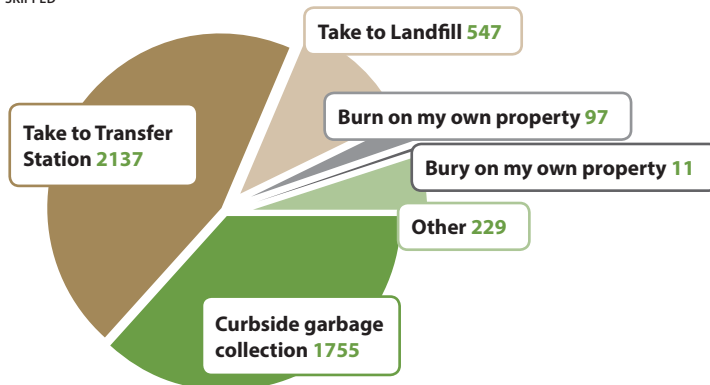 SKIPPED
Take to Landfill 547
Burn on my own property 97
Take to Transfer
Station 2137
Bury on my own property 11
Other 229
Curbside garbage
collection 1755